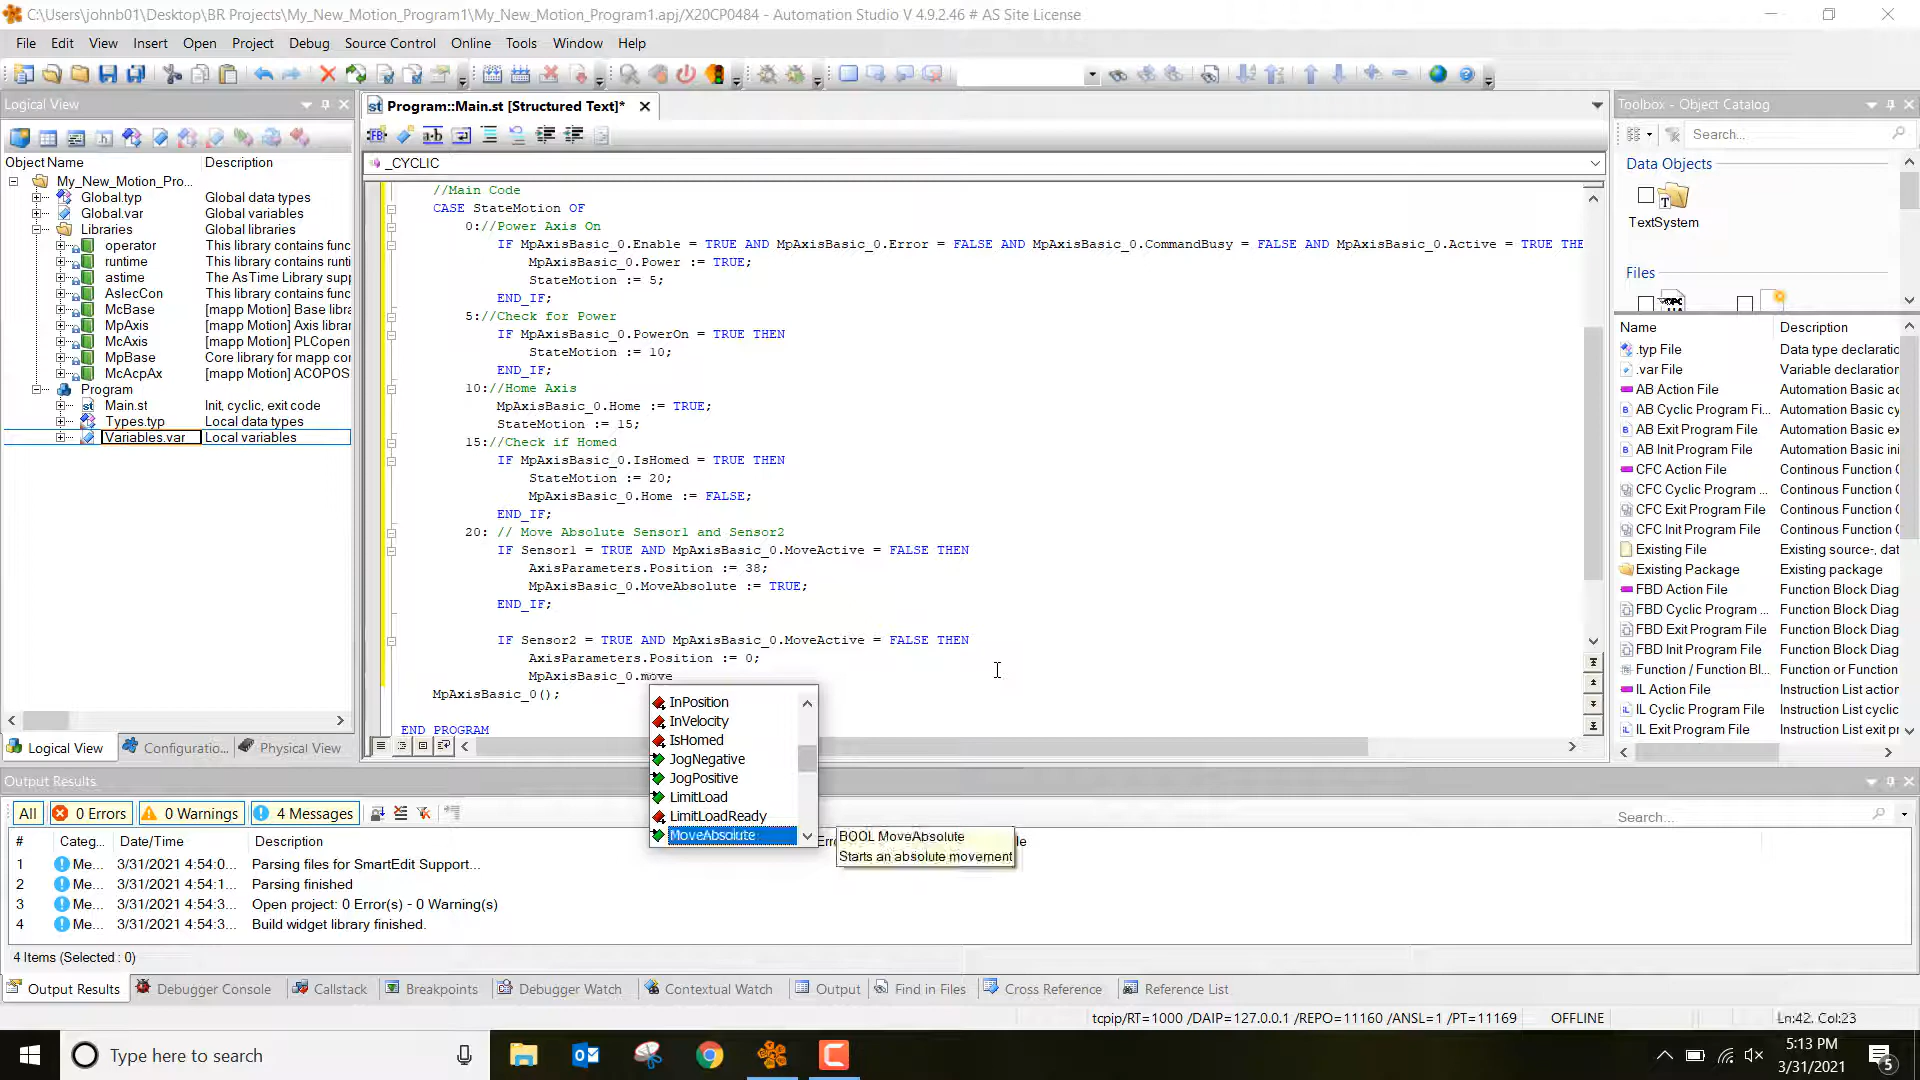 C:\Users\johnb01\Desktop\BR Projects\My_New_Motion_Program1\My_New_Motion_Program1.apj/X20CP0484 - Automation Studio V 4.9.2.46 # AS Site License
File Edit View Insert Open Project Debug Source Control Online Tools Window Help
Logical View
Object Name Description
My_New_Motion_Pro...
Global.typ Global data types
Global.var Global variables
Libraries Global libraries
operator This library contains func
runtime This library contains runti
astime The AsTime Library supp
AslecCon This library contains func
McBase [mapp Motion] Base libra
MpAxis [mapp Motion] Axis librar
McAxis [mapp Motion] PLCopen
MpBase Core library for mapp cor
McAcpAx [mapp Motion] ACOPOS
Program
Main.st Init, cyclic, exit code
Types.typ Local data types
Variables.var Local variables
Logical View Configuratio... Physical View
Program::Main.st [Structured Text]*
_CYCLIC
//Main Code
CASE StateMotion OF
0://Power Axis On
IF MpAxisBasic_0.Enable = TRUE AND MpAxisBasic_0.Error = FALSE AND MpAxisBasic_0.CommandBusy = FALSE AND MpAxisBasic_0.Active = TRUE THE
MpAxisBasic_0.Power := TRUE;
StateMotion := 5;
END_IF;
5://Check for Power
IF MpAxisBasic_0.PowerOn = TRUE THEN
StateMotion := 10;
END_IF;
10://Home Axis
MpAxisBasic_0.Home := TRUE;
StateMotion := 15;
15://Check if Homed
IF MpAxisBasic_0.IsHomed = TRUE THEN
StateMotion := 20;
MpAxisBasic_0.Home := FALSE;
END_IF;
20: // Move Absolute Sensor1 and Sensor2
IF Sensor1 = TRUE AND MpAxisBasic_0.MoveActive = FALSE THEN
AxisParameters.Position := 38;
MpAxisBasic_0.MoveAbsolute := TRUE;
END_IF;
IF Sensor2 = TRUE AND MpAxisBasic_0.MoveActive = FALSE THEN
AxisParameters.Position := 0;
MpAxisBasic_0.move
MpAxisBasic_0();
END PROGRAM
InPosition
InVelocity
IsHomed
JogNegative
JogPositive
LimitLoad
LimitLoadReady
MoveAbsolute
BOOL MoveAbsolute
Starts an absolute movement
Toolbox - Object Catalog
Search...
Data Objects
TextSystem
Files
Name Description
.typ File Data type declaratic
.var File Variable declaration
AB Action File Automation Basic ac
AB Cyclic Program Fi... Automation Basic cy
AB Exit Program File Automation Basic ex
AB Init Program File Automation Basic ini
CFC Action File Continous Function C
CFC Cyclic Program ... Continous Function C
CFC Exit Program File Continous Function C
CFC Init Program File Continous Function C
Existing File Existing source-, dat
Existing Package Existing package
FBD Action File Function Block Diag
FBD Cyclic Program ... Function Block Diag
FBD Exit Program File Function Block Diag
FBD Init Program File Function Block Diag
Function / Function Bl... Function or Function
IL Action File Instruction List action
IL Cyclic Program File Instruction List cyclic
IL Exit Program File Instruction List exit pr
Output Results
All 0 Errors 0 Warnings 4 Messages Search...
# Categ... Date/Time Description
1 Me... 3/31/2021 4:54:0... Parsing files for SmartEdit Support...
2 Me... 3/31/2021 4:54:1... Parsing finished
3 Me... 3/31/2021 4:54:3... Open project: 0 Error(s) - 0 Warning(s)
4 Me... 3/31/2021 4:54:3... Build widget library finished.
4 Items (Selected : 0)
Output Results Debugger Console Callstack Breakpoints Debugger Watch Contextual Watch Output Find in Files Cross Reference Reference List
tcpip/RT=1000 /DAIP=127.0.0.1 /REPO=11160 /ANSL=1 /PT=11169 OFFLINE Ln:42, Col:23
Type here to search
5:13 PM
3/31/2021
5